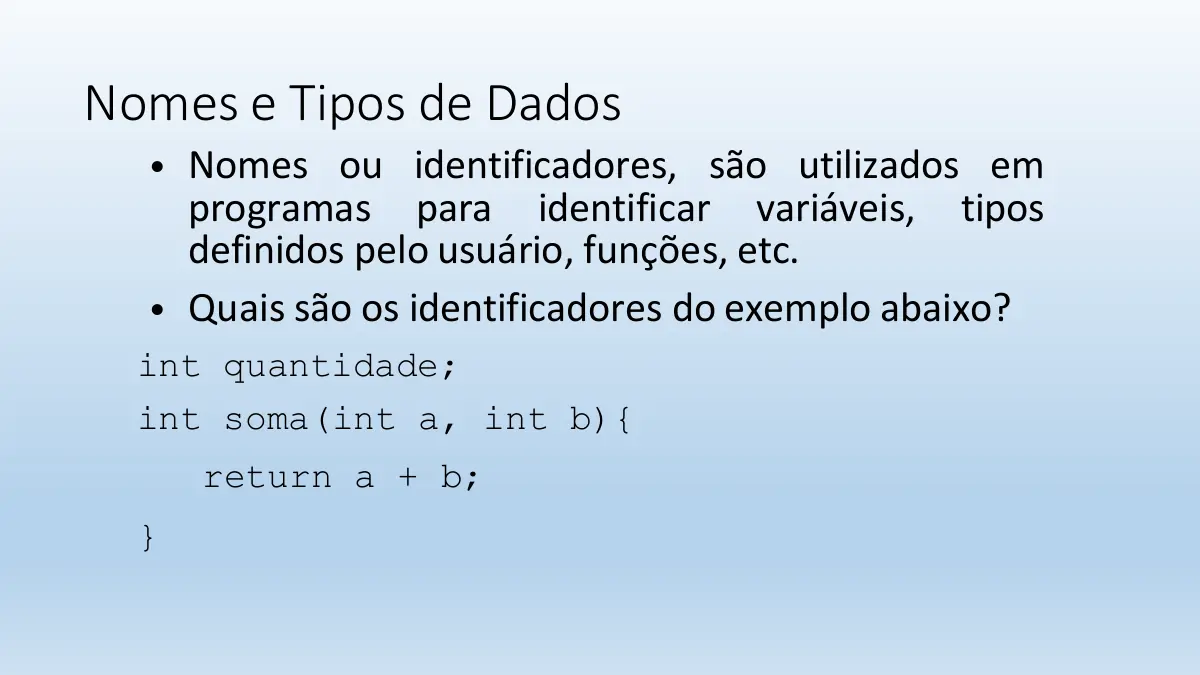 Nomes e Tipos de Dados
• Nomes ou identificadores, são utilizados em
programas para identificar variáveis, tipos
definidos pelo usuário, funções, etc.
• Quais são os identificadores do exemplo abaixo?
int quantidade;
int soma(int a, int b){
return a + b;
}